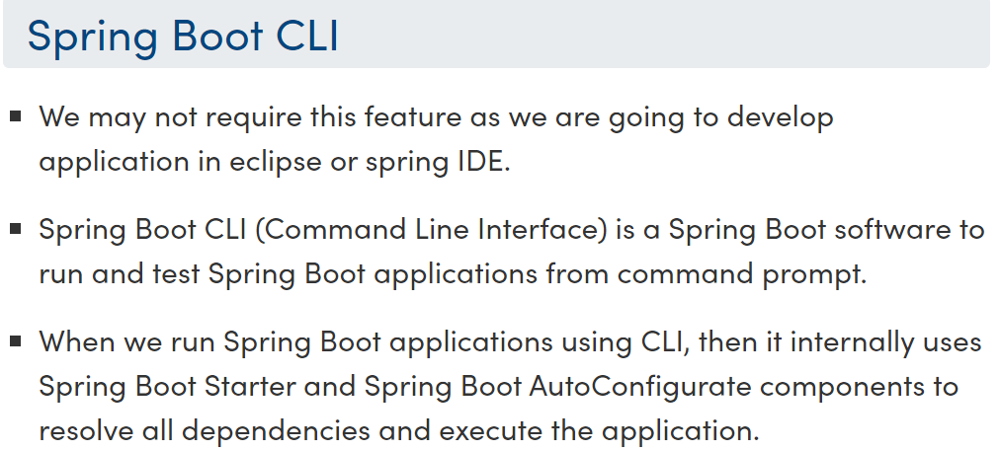 Spring Boot CLI
We may not require this feature as we are going to develop
application in eclipse or spring IDE.
Spring Boot CLI (Command Line Interface) is a Spring Boot software to
run and test Spring Boot applications from command prompt.
When we run Spring Boot applications using CLI, then it internally uses
Spring Boot Starter and Spring Boot AutoConfigurate components to
resolve all dependencies and execute the application.